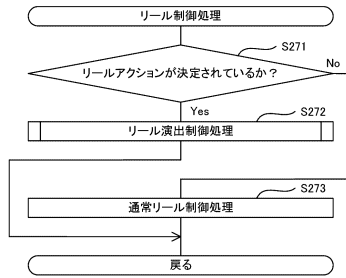 リール制御処理
S271
リールアクションが決定されているか？
No
Yes
S272
リール演出制御処理
S273
通常リール制御処理
戻る